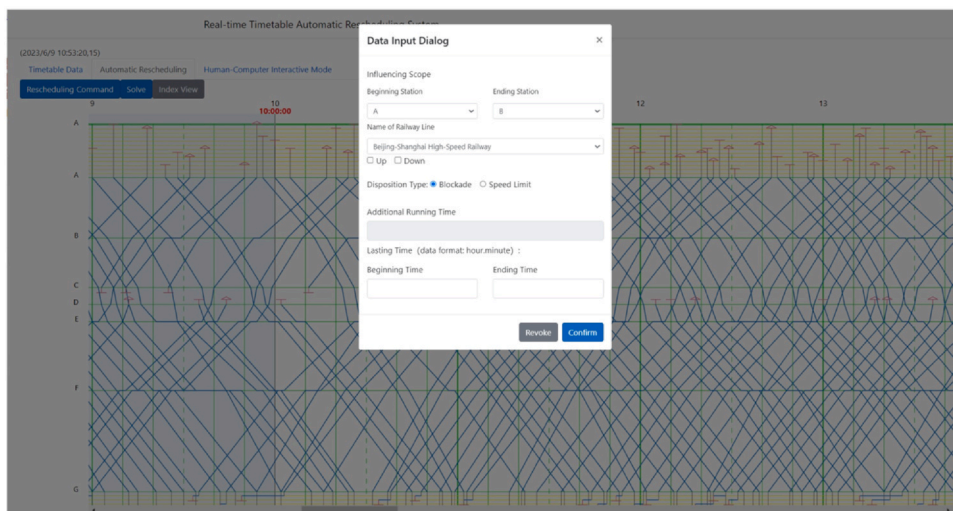 Real-time Timetable Automatic Rescheduling System
(2023/6/9 10:53:20,15)
Timetable Data Automatic Rescheduling Human-Computer Interactive Mode
Rescheduling Command Solve Index View
Data Input Dialog ×
Influencing Scope
Beginning Station Ending Station
A B
Name of Railway Line
Beijing-Shanghai High-Speed Railway
Up Down
Disposition Type: Blockade Speed Limit
Additional Running Time
Lasting Time (data format: hour.minute) :
Beginning Time Ending Time
Revoke Confirm
9 10 12 13
10:00:00
A
A
B
C
D
E
F
G